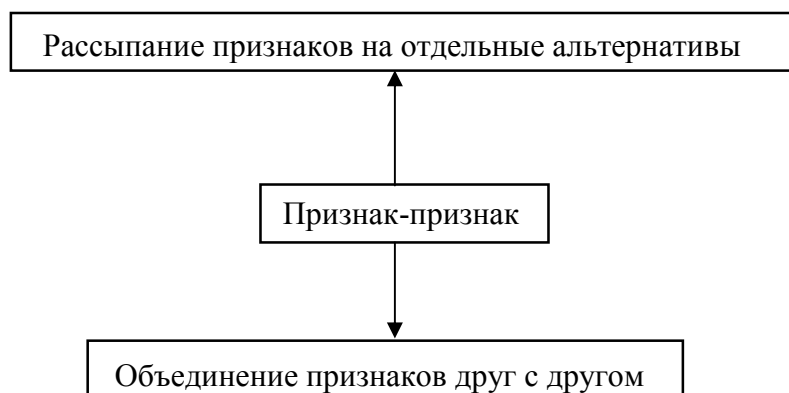 Рассыпание признаков на отдельные альтернативы
Признак-признак
Объединение признаков друг с другом